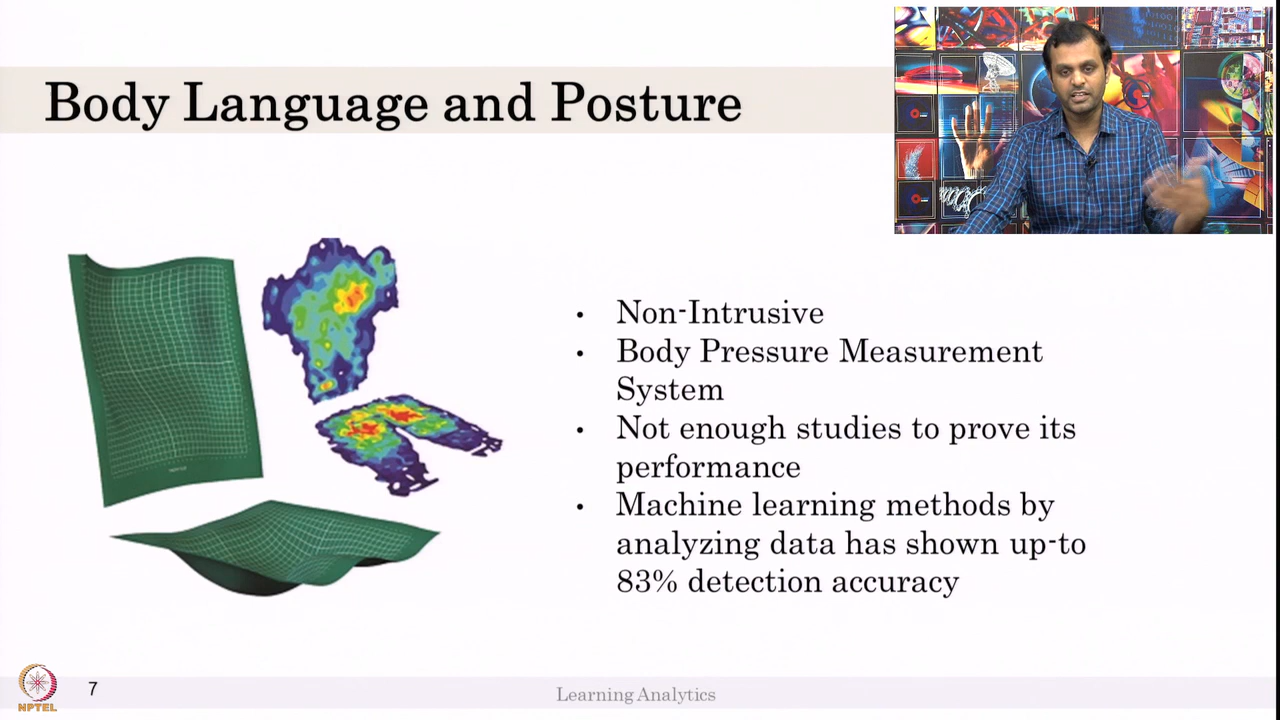 Body Language and Posture
• Non-Intrusive
• Body Pressure Measurement
System
• Not enough studies to prove its
performance
• Machine learning methods by
analyzing data has shown up-to
83% detection accuracy
NPTEL
7
Learning Analytics